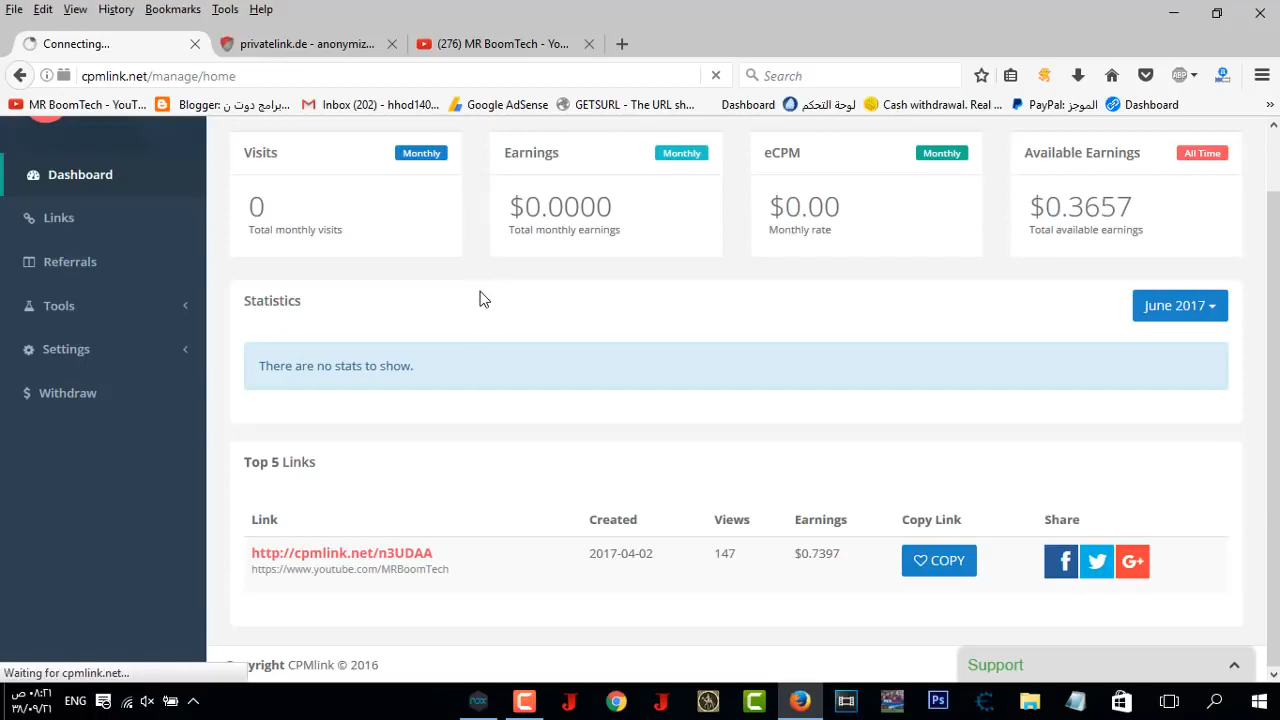 File Edit View History Bookmarks Tools Help
Connecting...
privatelink.de - anonymiz...
(276) MR BoomTech - Yo...
cpmlink.net/manage/home
Search
ABP
MR BoomTech - YouT...
Blogger: برامج دوت ن...
Inbox (202) - hhod140...
Google AdSense
GETSURL - The URL sh...
Dashboard
لوحة التحكم
Cash withdrawal. Real ...
PayPal: الموجز
Dashboard
Dashboard
Links
Referrals
Tools
Settings
Withdraw
Visits Monthly
0
Total monthly visits
Earnings Monthly
$0.0000
Total monthly earnings
eCPM Monthly
$0.00
Monthly rate
Available Earnings All Time
$0.3657
Total available earnings
Statistics
June 2017
There are no stats to show.
Top 5 Links
Link Created Views Earnings Copy Link Share
http://cpmlink.net/n3UDAA 2017-04-02 147 $0.7397 COPY
https://www.youtube.com/MRBoomTech
yright CPMlink © 2016
Support
Waiting for cpmlink.net...
ENG
Ps